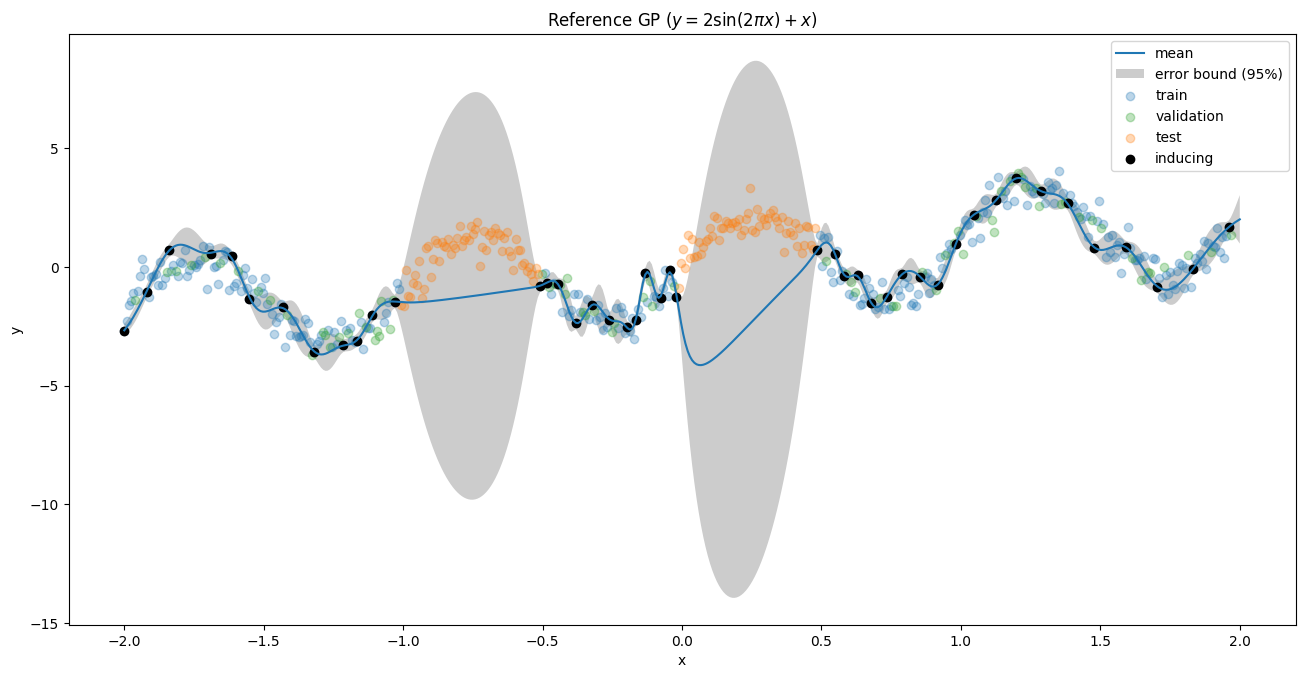 Reference GP (y = 2sin(2πx) + x)
mean
error bound (95%)
train
validation
test
inducing
y
5
0
−5
−10
−15
−2.0 −1.5 −1.0 −0.5 0.0 0.5 1.0 1.5 2.0
x